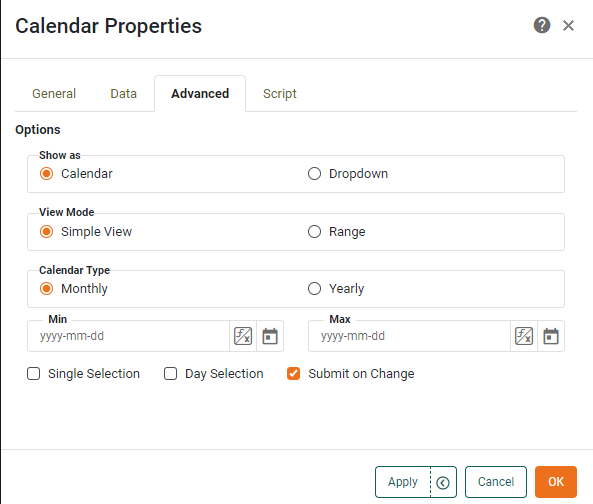 Calendar Properties
General Data Advanced Script
Options
Show as
Calendar Dropdown
View Mode
Simple View Range
Calendar Type
Monthly Yearly
Min Max
yyyy-mm-dd yyyy-mm-dd
Single Selection Day Selection Submit on Change
Apply Cancel OK